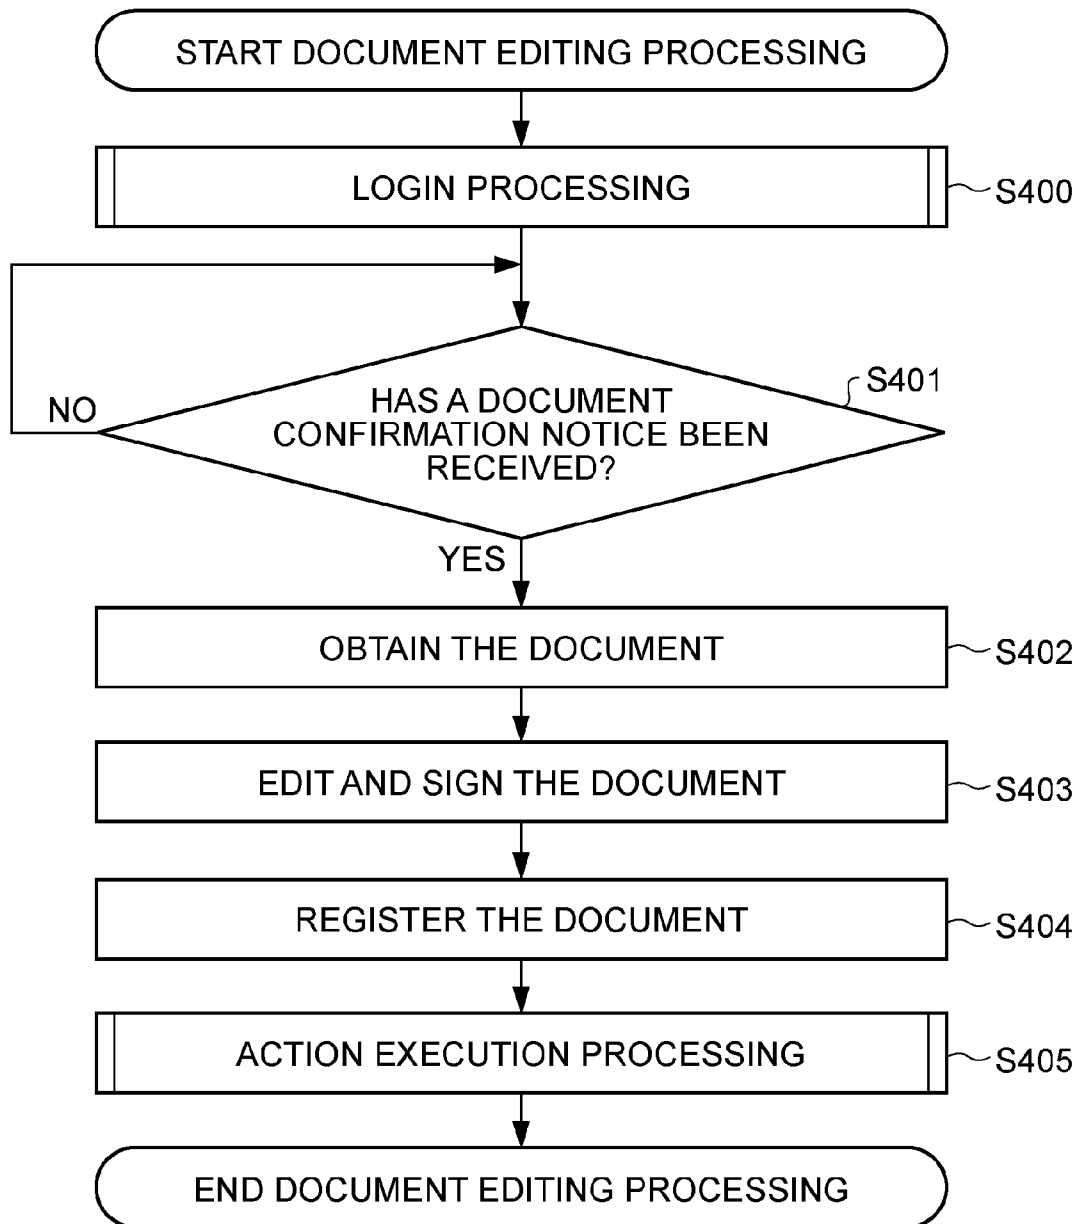 START DOCUMENT EDITING PROCESSING
LOGIN PROCESSING
S400
S401
HAS A DOCUMENT
CONFIRMATION NOTICE BEEN
RECEIVED?
NO
YES
OBTAIN THE DOCUMENT
S402
EDIT AND SIGN THE DOCUMENT
S403
REGISTER THE DOCUMENT
S404
ACTION EXECUTION PROCESSING
S405
END DOCUMENT EDITING PROCESSING